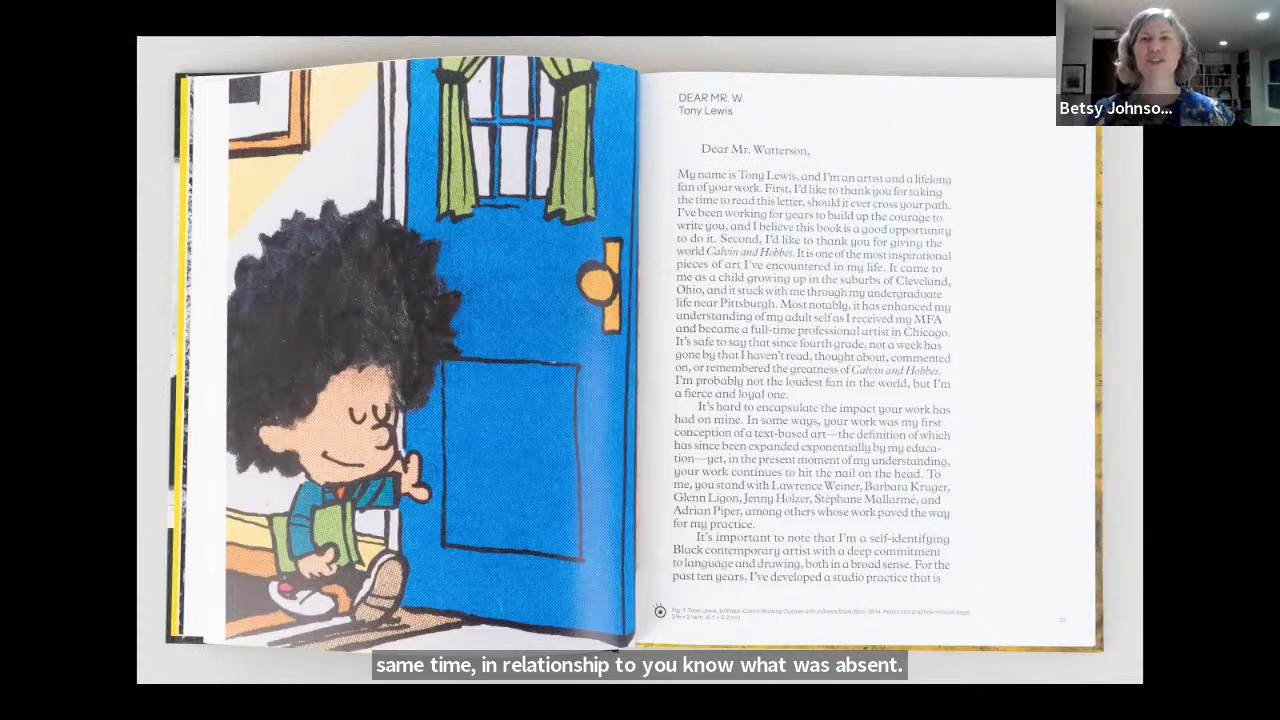 Betsy Johnso...
DEAR MR. W.
Tony Lewis
Dear Mr. Watterson,
My name is Tony Lewis, and I'm an artist and a lifelong
fan of your work. First, I'd like to thank you for taking
the time to read this letter, should it ever cross your path.
I've been working for years to build up the courage to
write you, and I believe this book is a good opportunity
to do it. Second, I'd like to thank you for giving the
world Calvin and Hobbes. It is one of the most inspirational
pieces of art I've encountered in my life. It came to
me as a child growing up in the suburbs of Cleveland,
Ohio, and it stuck with me through my undergraduate
life near Pittsburgh. Most notably, it has enhanced my
understanding of my adult self as I received my MFA
and became a full-time professional artist in Chicago.
It's safe to say that since fourth grade, not a week has
gone by that I haven't read, thought about, commented
on, or remembered the greatness of Calvin and Hobbes.
I'm probably not the loudest fan in the world, but I'm
a fierce and loyal one.
It's hard to encapsulate the impact your work has
had on mine. In some ways, your work was my first
conception of a text-based art—the definition of which
has since been expanded exponentially by my educa-
tion—yet, in the present moment of my understanding,
your work continues to hit the nail on the head. To
me, you stand with Lawrence Weiner, Barbara Kruger,
Glenn Ligon, Jenny Holzer, Stéphane Mallarmé, and
Adrian Piper, among others whose work paved the way
for my practice.
It's important to note that I'm a self-identifying
Black contemporary artist with a deep commitment
to language and drawing, both in a broad sense. For the
past ten years, I've developed a studio practice that is
Fig. 1. Tony Lewis,
same time, in relationship to you know what was absent.